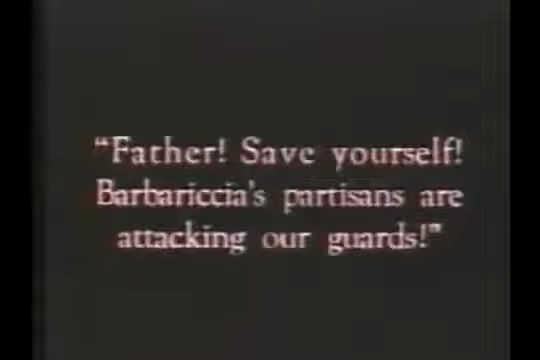 “Father! Save yourself!
Barbariccia's partisans are
attacking our guards!”